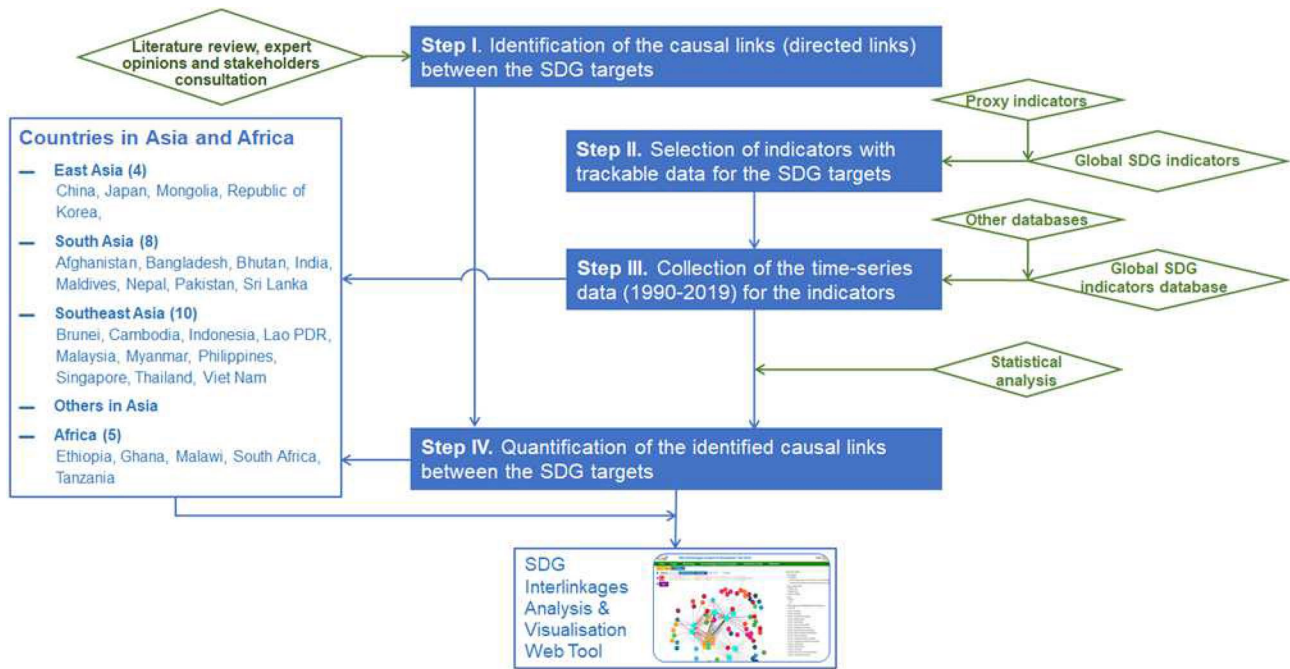 Literature review, expert
opinions and stakeholders
consultation
Step I. Identification of the causal links (directed links)
between the SDG targets
Proxy indicators
Global SDG indicators
Step II. Selection of indicators with
trackable data for the SDG targets
Other databases
Global SDG
indicators database
Step III. Collection of the time-series
data (1990-2019) for the indicators
Statistical
analysis
Countries in Asia and Africa
— East Asia (4)
China, Japan, Mongolia, Republic of
Korea,
— South Asia (8)
Afghanistan, Bangladesh, Bhutan, India,
Maldives, Nepal, Pakistan, Sri Lanka
— Southeast Asia (10)
Brunei, Cambodia, Indonesia, Lao PDR,
Malaysia, Myanmar, Philippines,
Singapore, Thailand, Viet Nam
— Others in Asia
— Africa (5)
Ethiopia, Ghana, Malawi, South Africa,
Tanzania
Step IV. Quantification of the identified causal links
between the SDG targets
SDG
Interlinkages
Analysis &
Visualisation
Web Tool